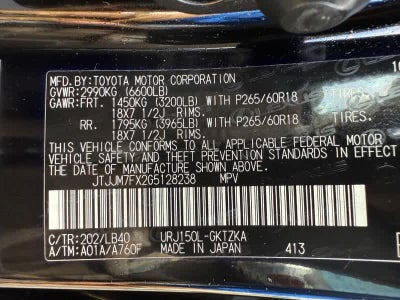 MFD. BY: TOYOTA MOTOR CORPORATION 10
GVWR: 2990KG (6600LB)
GAWR: FRT. 1450KG (3200LB) WITH P265/60R18 TIRES
18X7 1/2J RIMS.
RR. 1795KG (3965LB) WITH P265/60R18 TIRES
18X7 1/2J RIMS.
THIS VEHICLE CONFORMS TO ALL APPLICABLE FEDERAL MOTOR
VEHICLE SAFETY STANDARDS IN EFFECT ON THE
DATE OF MANUFACTURE SHOWN ABOVE.
JTJJM7FX2G5128238 MPV
C/TR: 202/LB40 URJ150L-GKTZKA
A/TM: A01A/A760F MADE IN JAPAN 413